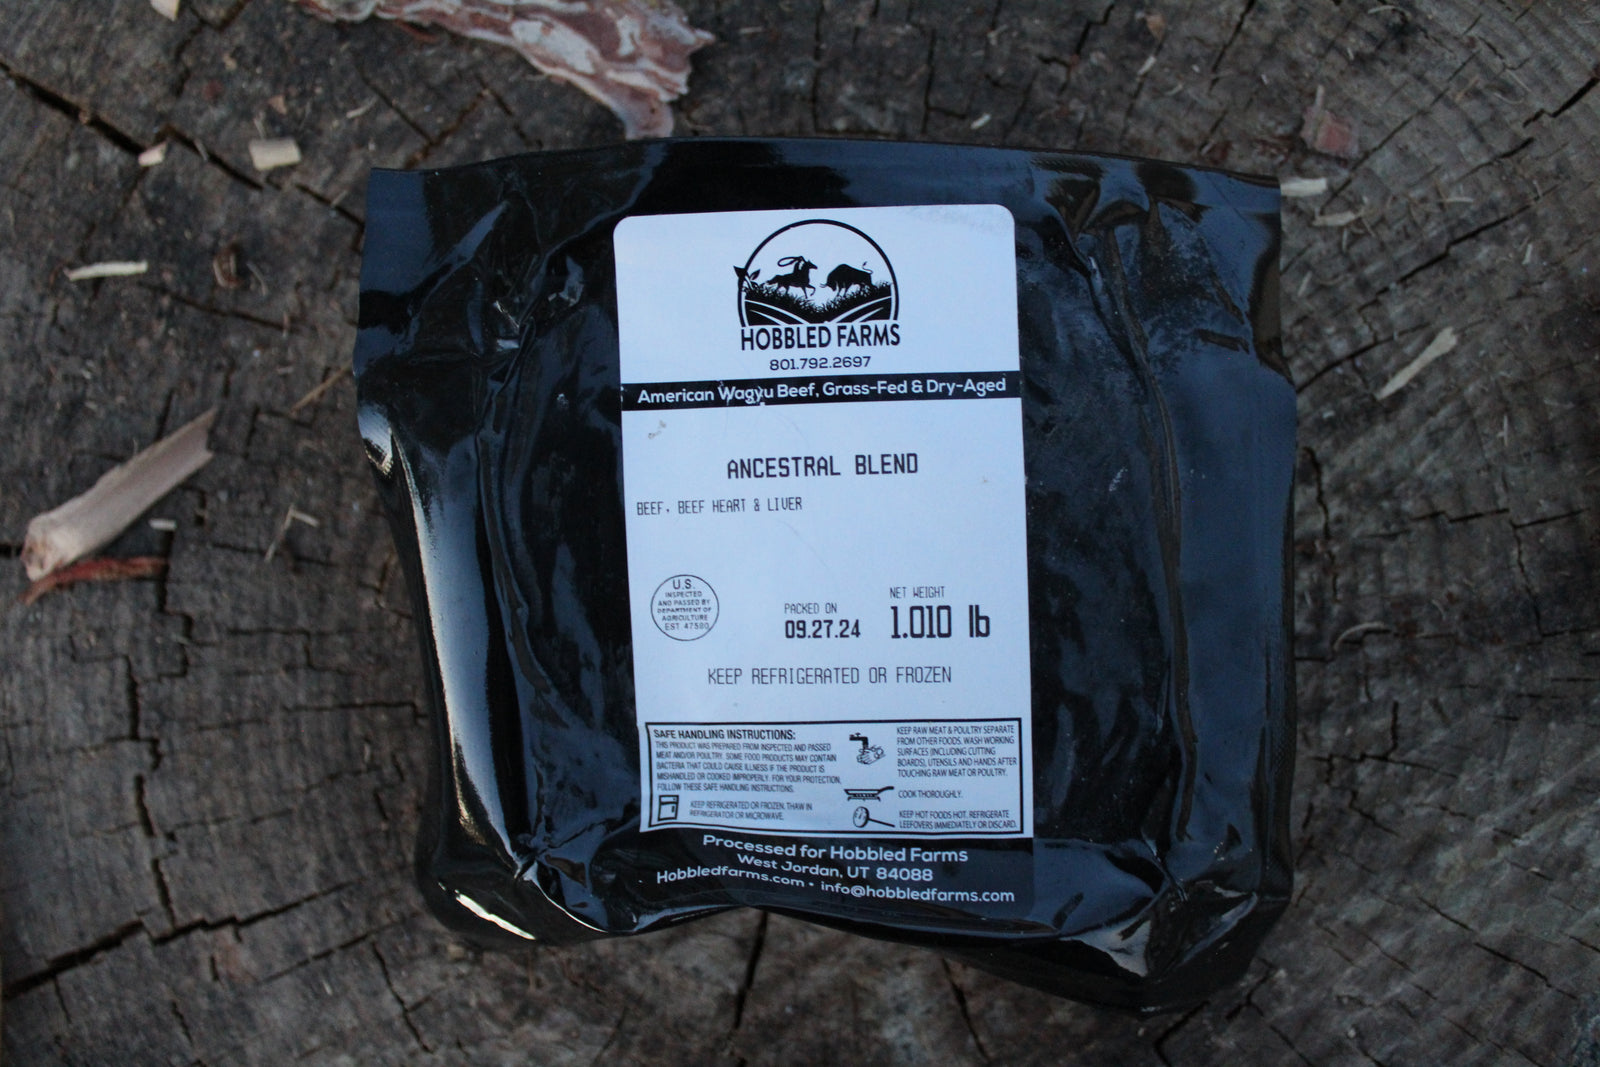 HOBBLED FARMS
801.792.2697
American Wagyu Beef, Grass-Fed & Dry-Aged
ANCESTRAL BLEND
BEEF, BEEF HEART & LIVER
U.S.
INSPECTED
AND PASSED BY
DEPARTMENT OF
AGRICULTURE
EST. 47580
PACKED ON
09.27.24
NET WEIGHT
1.010 lb
KEEP REFRIGERATED OR FROZEN
SAFE HANDLING INSTRUCTIONS:
THIS PRODUCT WAS PREPARED FROM INSPECTED AND PASSED
MEAT AND/OR POULTRY. SOME FOOD PRODUCTS MAY CONTAIN
BACTERIA THAT COULD CAUSE ILLNESS IF THE PRODUCT IS
MISHANDLED OR COOKED IMPROPERLY. FOR YOUR PROTECTION,
FOLLOW THESE SAFE HANDLING INSTRUCTIONS.
KEEP REFRIGERATED OR FROZEN. THAW IN
REFRIGERATOR OR MICROWAVE.
KEEP RAW MEAT & POULTRY SEPARATE
FROM OTHER FOODS. WASH WORKING
SURFACES (INCLUDING CUTTING
BOARDS), UTENSILS AND HANDS AFTER
TOUCHING RAW MEAT OR POULTRY.
COOK THOROUGHLY.
KEEP HOT FOODS HOT. REFRIGERATE
LEEFOVERS IMMEDIATELY OR DISCARD.
Processed for Hobbled Farms
West Jordan, UT 84088
Hobbledfarms.com • info@hobbledfarms.com